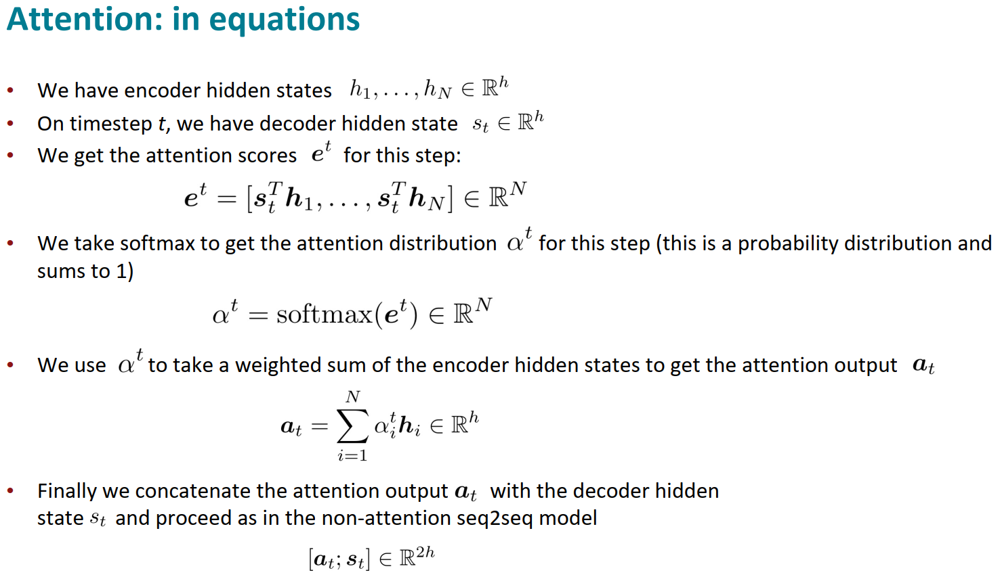 Attention: in equations
• We have encoder hidden states $h_1, \ldots, h_N \in \mathbb{R}^h$
• On timestep t, we have decoder hidden state $s_t \in \mathbb{R}^h$
• We get the attention scores $\boldsymbol{e}^t$ for this step:
$\boldsymbol{e}^t = [\boldsymbol{s}_t^T \boldsymbol{h}_1, \ldots, \boldsymbol{s}_t^T \boldsymbol{h}_N] \in \mathbb{R}^N$
• We take softmax to get the attention distribution $\alpha^t$ for this step (this is a probability distribution and
sums to 1)
$\alpha^t = \text{softmax}(\boldsymbol{e}^t) \in \mathbb{R}^N$
• We use $\alpha^t$ to take a weighted sum of the encoder hidden states to get the attention output $\boldsymbol{a}_t$
$\boldsymbol{a}_t = \sum_{i=1}^{N} \alpha_i^t \boldsymbol{h}_i \in \mathbb{R}^h$
• Finally we concatenate the attention output $\boldsymbol{a}_t$ with the decoder hidden
state $s_t$ and proceed as in the non-attention seq2seq model
$[\boldsymbol{a}_t; \boldsymbol{s}_t] \in \mathbb{R}^{2h}$